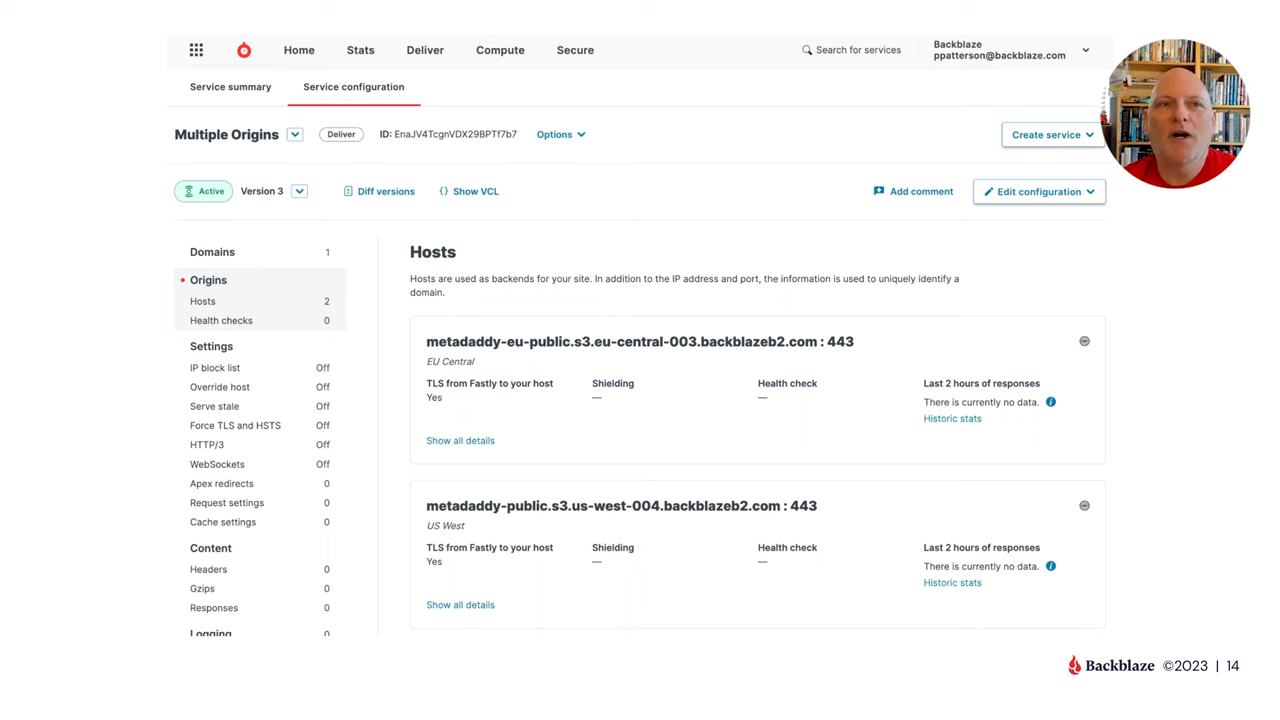 Home Stats Deliver Compute Secure Search for services Backblaze
ppatterson@backblaze.com
Service summary Service configuration
Multiple Origins Deliver ID: EnaJV4TcgnVDX29BPTf7b7 Options Create service
Active Version 3 Diff versions Show VCL Add comment Edit configuration
Domains 1
Origins
Hosts 2
Health checks 0
Settings
IP block list Off
Override host Off
Serve stale Off
Force TLS and HSTS Off
HTTP/3 Off
WebSockets Off
Apex redirects 0
Request settings 0
Cache settings 0
Content
Headers 0
Gzips 0
Responses 0
Logging 0
Hosts
Hosts are used as backends for your site. In addition to the IP address and port, the information is used to uniquely identify a
domain.
metadaddy-eu-public.s3.eu-central-003.backblazeb2.com : 443
EU Central
TLS from Fastly to your host Shielding Health check Last 2 hours of responses
Yes — — There is currently no data.
Historic stats
Show all details
metadaddy-public.s3.us-west-004.backblazeb2.com : 443
US West
TLS from Fastly to your host Shielding Health check Last 2 hours of responses
Yes — — There is currently no data.
Historic stats
Show all details
Backblaze ©2023 | 14